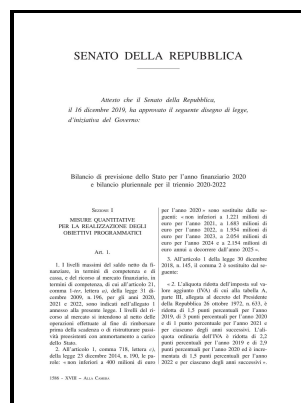 SENATO DELLA REPUBBLICA
Attesto che il Senato della Repubblica,
il 16 dicembre 2019, ha approvato il seguente disegno di legge,
d'iniziativa del Governo:
Bilancio di previsione dello Stato per l'anno finanziario 2020
e bilancio pluriennale per il triennio 2020-2022
SEZIONE I
MISURE QUANTITATIVE
PER LA REALIZZAZIONE DEGLI
OBIETTIVI PROGRAMMATICI
Art. 1.
1. I livelli massimi del saldo netto da fi-
nanziare, in termini di competenza e di
cassa, e del ricorso al mercato finanziario, in
termini di competenza, di cui all'articolo 21,
comma 1-ter, lettera a), della legge 31 di-
cembre 2009, n. 196, per gli anni 2020,
2021 e 2022, sono indicati nell'allegato 1
annesso alla presente legge. I livelli del ri-
corso al mercato si intendono al netto delle
operazioni effettuate al fine di rimborsare
prima della scadenza o di ristrutturare passi-
vità preesistenti con ammortamento a carico
dello Stato.
2. All'articolo 1, comma 718, lettera c),
della legge 23 dicembre 2014, n. 190, le pa-
role: «non inferiori a 400 milioni di euro
per l'anno 2020» sono sostituite dalle se-
guenti: «non inferiori a 1.221 milioni di
euro per l'anno 2021, a 1.683 milioni di
euro per l'anno 2022, a 1.954 milioni di
euro per l'anno 2023, a 2.054 milioni di
euro per l'anno 2024 e a 2.154 milioni di
euro annui a decorrere dall'anno 2025».
3. All'articolo 1 della legge 30 dicembre
2018, n. 145, il comma 2 è sostituito dal se-
guente:
«2. L'aliquota ridotta dell'imposta sul va-
lore aggiunto (IVA) di cui alla tabella A,
parte III, allegata al decreto del Presidente
della Repubblica 26 ottobre 1972, n. 633, è
ridotta di 1,5 punti percentuali per l'anno
2019, di 3 punti percentuali per l'anno 2020
e di 1 punto percentuale per l'anno 2021 e
per ciascuno degli anni successivi. L'ali-
quota ordinaria dell'IVA è ridotta di 2,2
punti percentuali per l'anno 2019 e di 2,9
punti percentuali per l'anno 2020 ed è incre-
mentata di 1,5 punti percentuali per l'anno
2022 e per ciascuno degli anni successivi».
1586 - XVIII - ALLA CAMERA